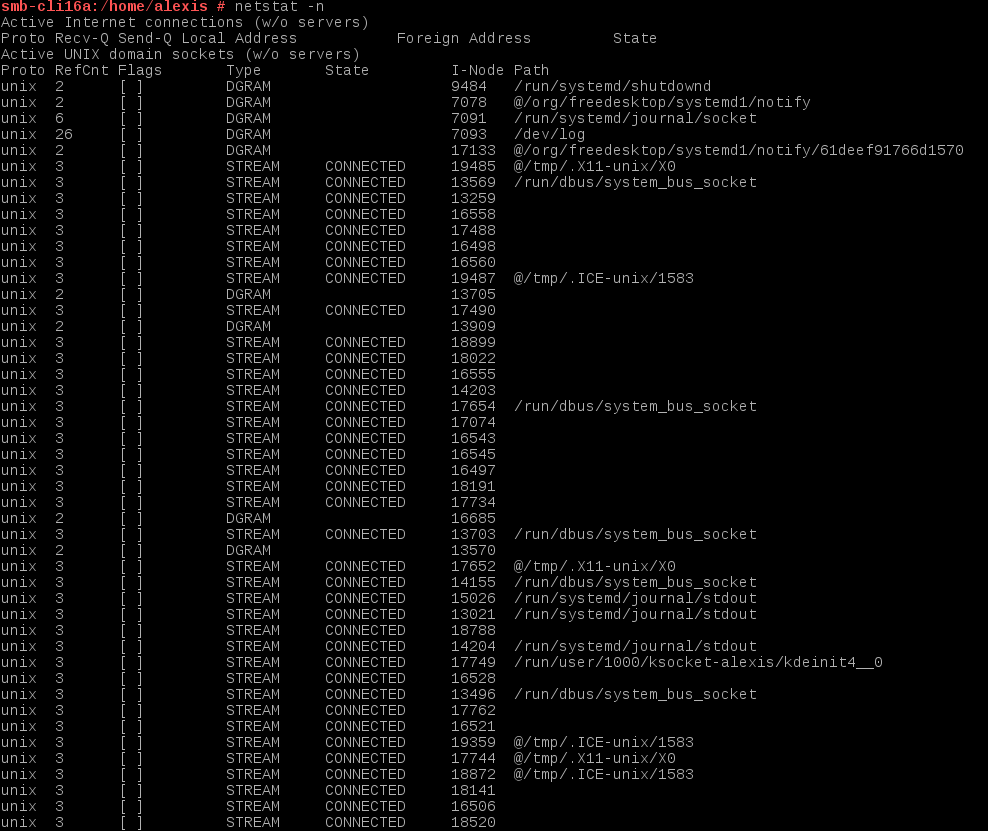 smb-cli16a:/home/alexis # netstat -n
Active Internet connections (w/o servers)
Proto Recv-Q Send-Q Local Address           Foreign Address         State
Active UNIX domain sockets (w/o servers)
Proto RefCnt Flags       Type       State         I-Node Path
unix  2      [ ]         DGRAM                    9484   /run/systemd/shutdownd
unix  2      [ ]         DGRAM                    7078   @/org/freedesktop/systemd1/notify
unix  6      [ ]         DGRAM                    7091   /run/systemd/journal/socket
unix  26     [ ]         DGRAM                    7093   /dev/log
unix  2      [ ]         DGRAM                    17133  @/org/freedesktop/systemd1/notify/61deef91766d1570
unix  3      [ ]         STREAM     CONNECTED     19485  @/tmp/.X11-unix/X0
unix  3      [ ]         STREAM     CONNECTED     13569  /run/dbus/system_bus_socket
unix  3      [ ]         STREAM     CONNECTED     13259
unix  3      [ ]         STREAM     CONNECTED     16558
unix  3      [ ]         STREAM     CONNECTED     17488
unix  3      [ ]         STREAM     CONNECTED     16498
unix  3      [ ]         STREAM     CONNECTED     16560
unix  3      [ ]         STREAM     CONNECTED     19487  @/tmp/.ICE-unix/1583
unix  2      [ ]         DGRAM                    13705
unix  3      [ ]         STREAM     CONNECTED     17490
unix  2      [ ]         DGRAM                    13909
unix  3      [ ]         STREAM     CONNECTED     18899
unix  3      [ ]         STREAM     CONNECTED     18022
unix  3      [ ]         STREAM     CONNECTED     16555
unix  3      [ ]         STREAM     CONNECTED     14203
unix  3      [ ]         STREAM     CONNECTED     17654  /run/dbus/system_bus_socket
unix  3      [ ]         STREAM     CONNECTED     17074
unix  3      [ ]         STREAM     CONNECTED     16543
unix  3      [ ]         STREAM     CONNECTED     16545
unix  3      [ ]         STREAM     CONNECTED     16497
unix  3      [ ]         STREAM     CONNECTED     18191
unix  3      [ ]         STREAM     CONNECTED     17734
unix  2      [ ]         DGRAM                    16685
unix  3      [ ]         STREAM     CONNECTED     13703  /run/dbus/system_bus_socket
unix  2      [ ]         DGRAM                    13570
unix  3      [ ]         STREAM     CONNECTED     17652  @/tmp/.X11-unix/X0
unix  3      [ ]         STREAM     CONNECTED     14155  /run/dbus/system_bus_socket
unix  3      [ ]         STREAM     CONNECTED     15026  /run/systemd/journal/stdout
unix  3      [ ]         STREAM     CONNECTED     13021  /run/systemd/journal/stdout
unix  3      [ ]         STREAM     CONNECTED     18788
unix  3      [ ]         STREAM     CONNECTED     14204  /run/systemd/journal/stdout
unix  3      [ ]         STREAM     CONNECTED     17749  /run/user/1000/ksocket-alexis/kdeinit4__0
unix  3      [ ]         STREAM     CONNECTED     16528
unix  3      [ ]         STREAM     CONNECTED     13496  /run/dbus/system_bus_socket
unix  3      [ ]         STREAM     CONNECTED     17762
unix  3      [ ]         STREAM     CONNECTED     16521
unix  3      [ ]         STREAM     CONNECTED     19359  @/tmp/.ICE-unix/1583
unix  3      [ ]         STREAM     CONNECTED     17744  @/tmp/.X11-unix/X0
unix  3      [ ]         STREAM     CONNECTED     18872  @/tmp/.ICE-unix/1583
unix  3      [ ]         STREAM     CONNECTED     18141
unix  3      [ ]         STREAM     CONNECTED     16506
unix  3      [ ]         STREAM     CONNECTED     18520